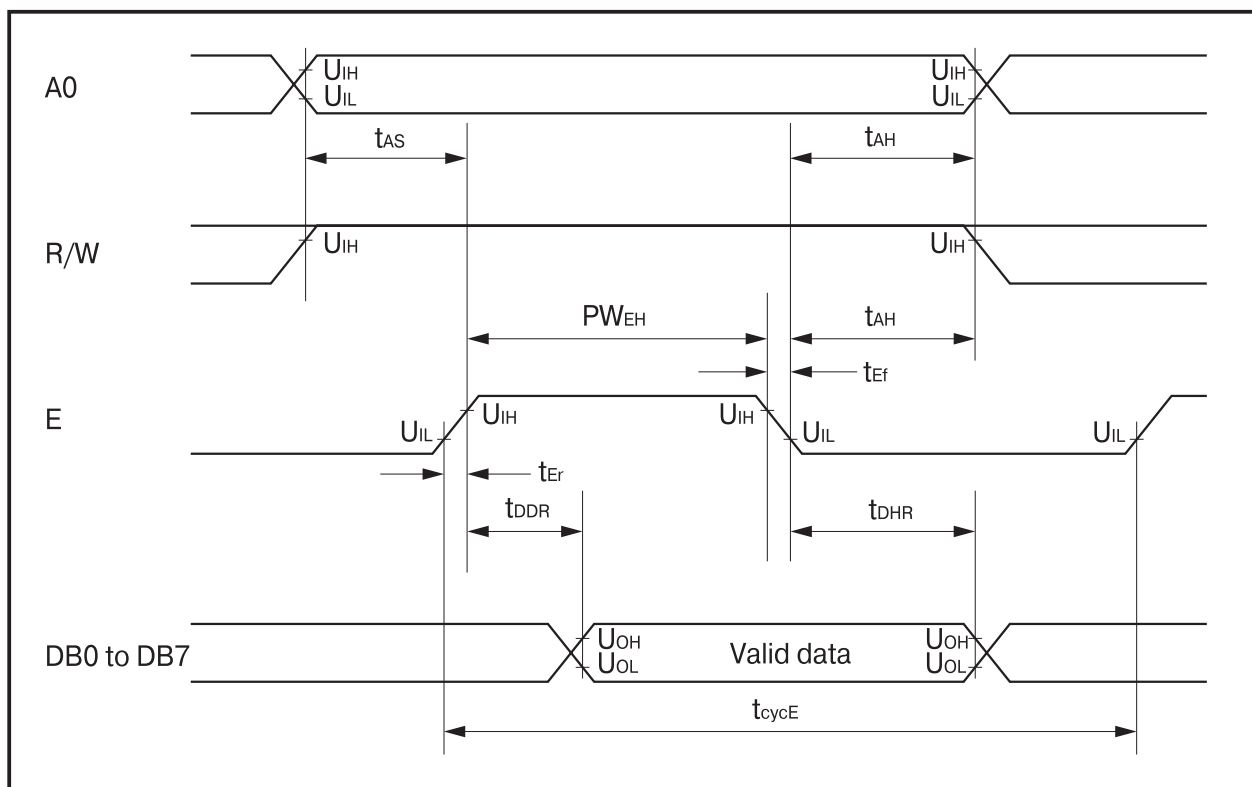 A0
UIH
UIL
UIH
UIL
tAS
tAH
R/W
UIH
UIH
PWEH
tAH
tEf
E
UIL
UIH
UIH
UIL
UIL
tEr
tDDR
tDHR
DB0 to DB7
UOH
UOL
Valid data
UOH
UOL
tcycE